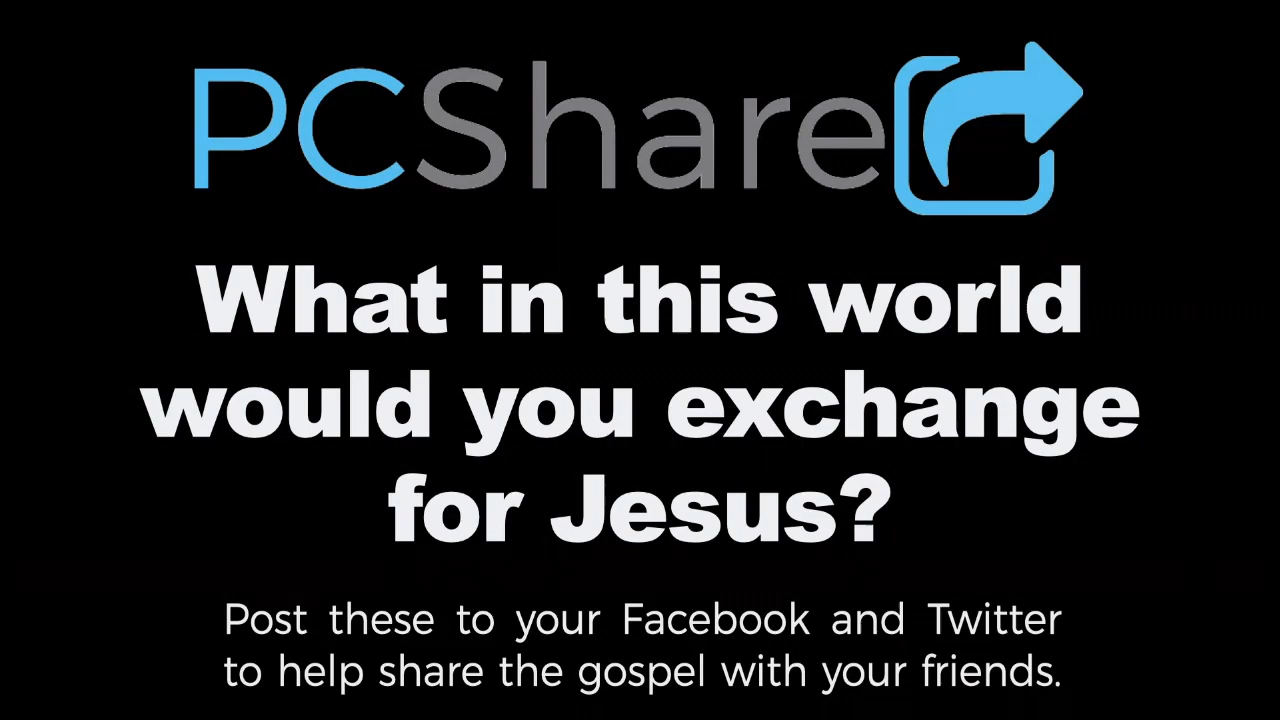 PCShare
What in this world
would you exchange
for Jesus?
Post these to your Facebook and Twitter
to help share the gospel with your friends.